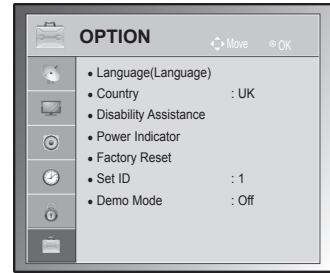 OPTION
Move OK
• Language(Language)
• Country : UK
• Disability Assistance
• Power Indicator
• Factory Reset
• Set ID : 1
• Demo Mode : Off